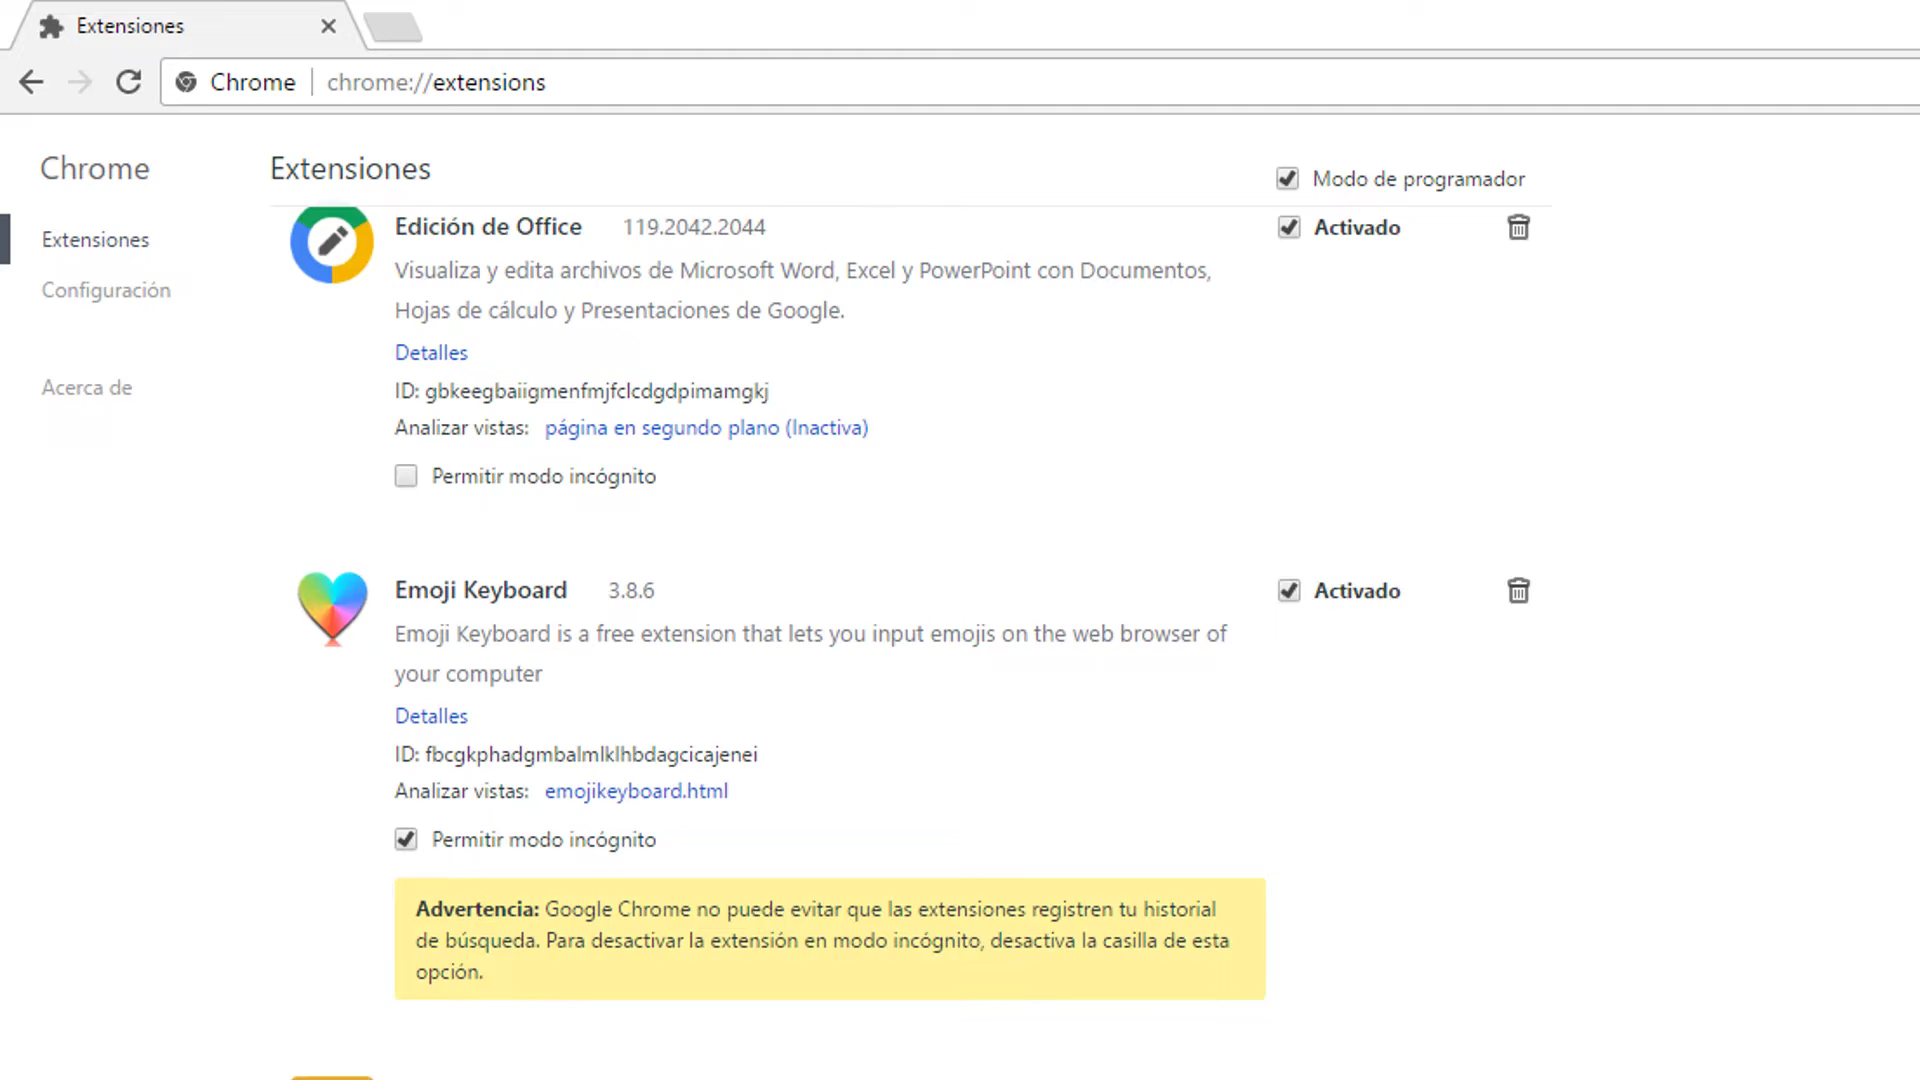 Extensiones
Chrome
chrome://extensions
Chrome
Extensiones
Modo de programador
Extensiones
Configuración
Acerca de
Edición de Office 119.2042.2044
Activado
Visualiza y edita archivos de Microsoft Word, Excel y PowerPoint con Documentos,
Hojas de cálculo y Presentaciones de Google.
Detalles
ID: gbkeegbaiigmenfmjfclcdgdpimamgkj
Analizar vistas: página en segundo plano (Inactiva)
Permitir modo incógnito
Emoji Keyboard 3.8.6
Activado
Emoji Keyboard is a free extension that lets you input emojis on the web browser of
your computer
Detalles
ID: fbcgkphadgmbalmlklhbdagcicajenei
Analizar vistas: emojikeyboard.html
Permitir modo incógnito
Advertencia: Google Chrome no puede evitar que las extensiones registren tu historial
de búsqueda. Para desactivar la extensión en modo incógnito, desactiva la casilla de esta
opción.